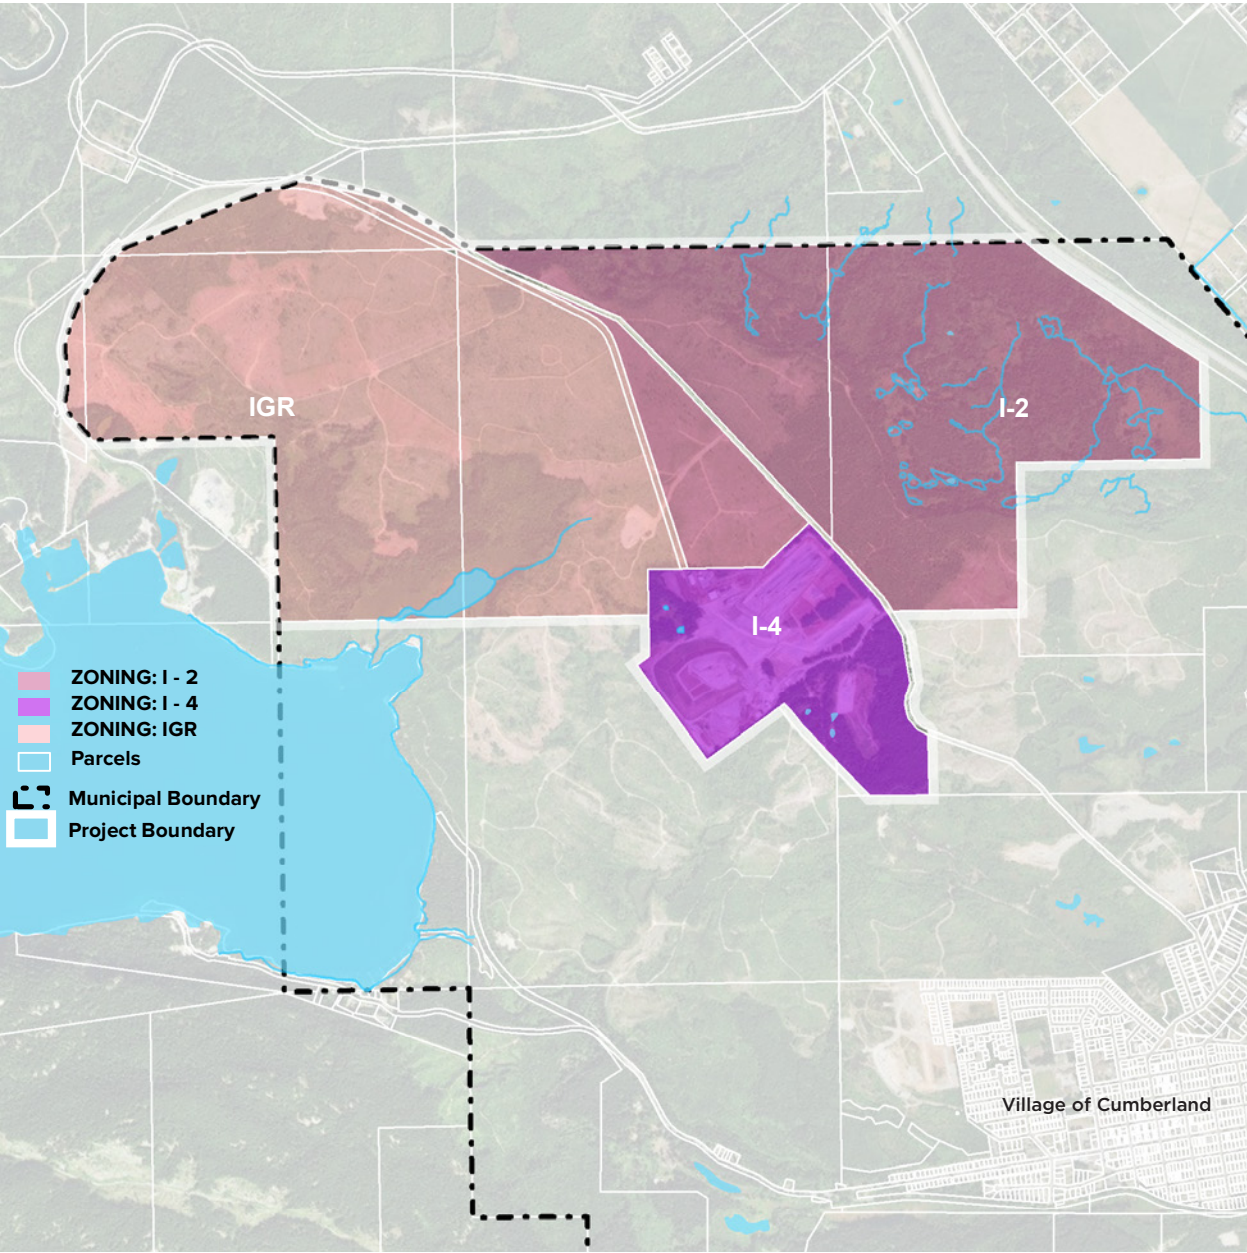 IGR
I-2
I-4
ZONING: I - 2
ZONING: I - 4
ZONING: IGR
Parcels
Municipal Boundary
Project Boundary
Village of Cumberland